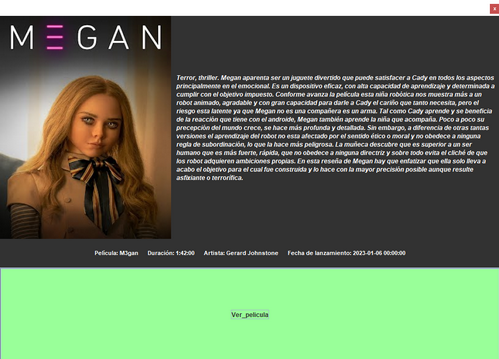 x
MEGAN
Terror, thriller. Megan aparenta ser un juguete divertido que puede satisfacer a Cady en todos los aspectos
principalmente en el emocional. Es un dispositivo eficaz, con alta capacidad de aprendizaje y determinada a
cumplir con el objetivo impuesto. Conforme avanza la pelicula esta niña robótica nos muestra más a un
robot animado, agradable y con gran capacidad para darle a Cady el cariño que tanto necesita, pero el
riesgo esta latente ya que Megan no es una compañera es un arma. Tal como Cady aprende y se beneficia
de la reacción que tiene con el androide, Megan también aprende la niña que acompaña. Poco a poco su
percepción del mundo crece, se hace más profunda y detallada. Sin embargo, a diferencia de otras tantas
versiones el aprendizaje del robot no esta afectado por el sentido ético o moral y no obedece a ninguna
regla de subordinación, lo que la hace más peligrosa. La muñeca descubre que es superior a un ser
humano que es más fuerte, rápida, que no obedece a ninguna directriz y sobre todo evita el cliché de que
los robot adquieren ambiciones propias. En esta reseña de Megan hay que enfatizar que ella solo lleva a
acabo el objetivo para el cual fue construida y lo hace con la mayor precisión posible aunque resulte
asfixiante o terrorífica.
Película: M3gan Duración: 1:42:00 Artista: Gerard Johnstone Fecha de lanzamiento: 2023-01-06 00:00:00
Ver_pelicula